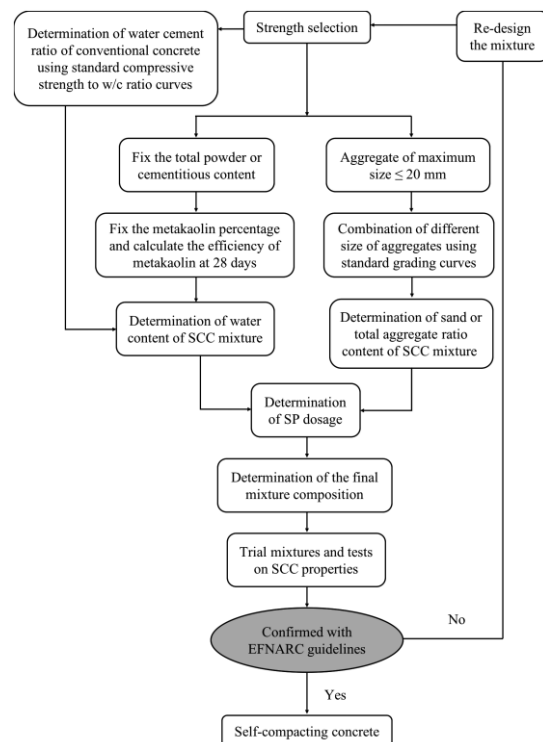 Determination of water cement
ratio of conventional concrete
using standard compressive
strength to w/c ratio curves
Strength selection
Re-design
the mixture
Fix the total powder or
cementitious content
Aggregate of maximum
size ≤ 20 mm
Fix the metakaolin percentage
and calculate the efficiency of
metakaolin at 28 days
Combination of different
size of aggregates using
standard grading curves
Determination of water
content of SCC mixture
Determination of sand or
total aggregate ratio
content of SCC mixture
Determination
of SP dosage
Determination of the final
mixture composition
Trial mixtures and tests
on SCC properties
Confirmed with
EFNARC guidelines
No
Yes
Self-compacting concrete